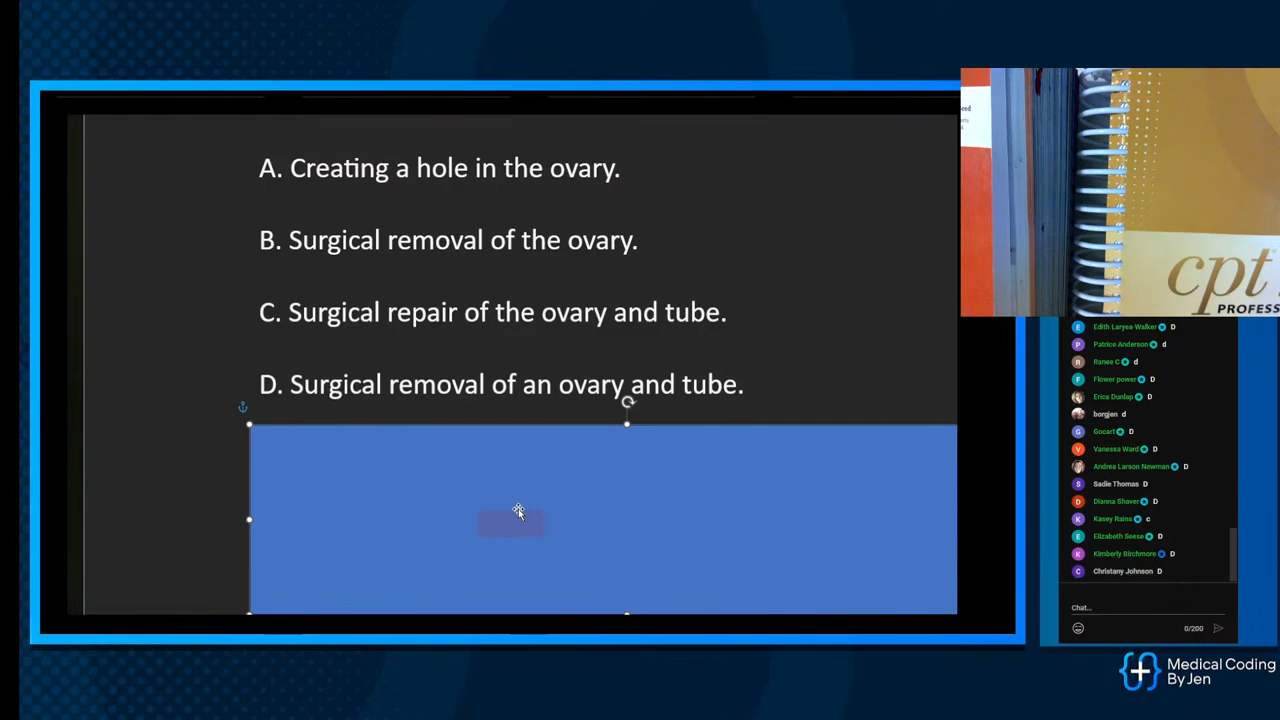 A. Creating a hole in the ovary.
B. Surgical removal of the ovary.
C. Surgical repair of the ovary and tube.
D. Surgical removal of an ovary and tube.
cpt
PROFESS
Edith Laryea-Walker D
Patrice Anderson d
Ranee C d
Flower power D
Erica Dunlap D
borgjen d
Gocart D
Vanessa Ward D
Andrea Larson Newman D
Sadie Thomas D
Dianna Shaver D
Kasey Rains c
Elizabeth Seese D
Kimberly Birchmore D
Christany Johnson D
Chat...
0/200
Medical Coding
By Jen